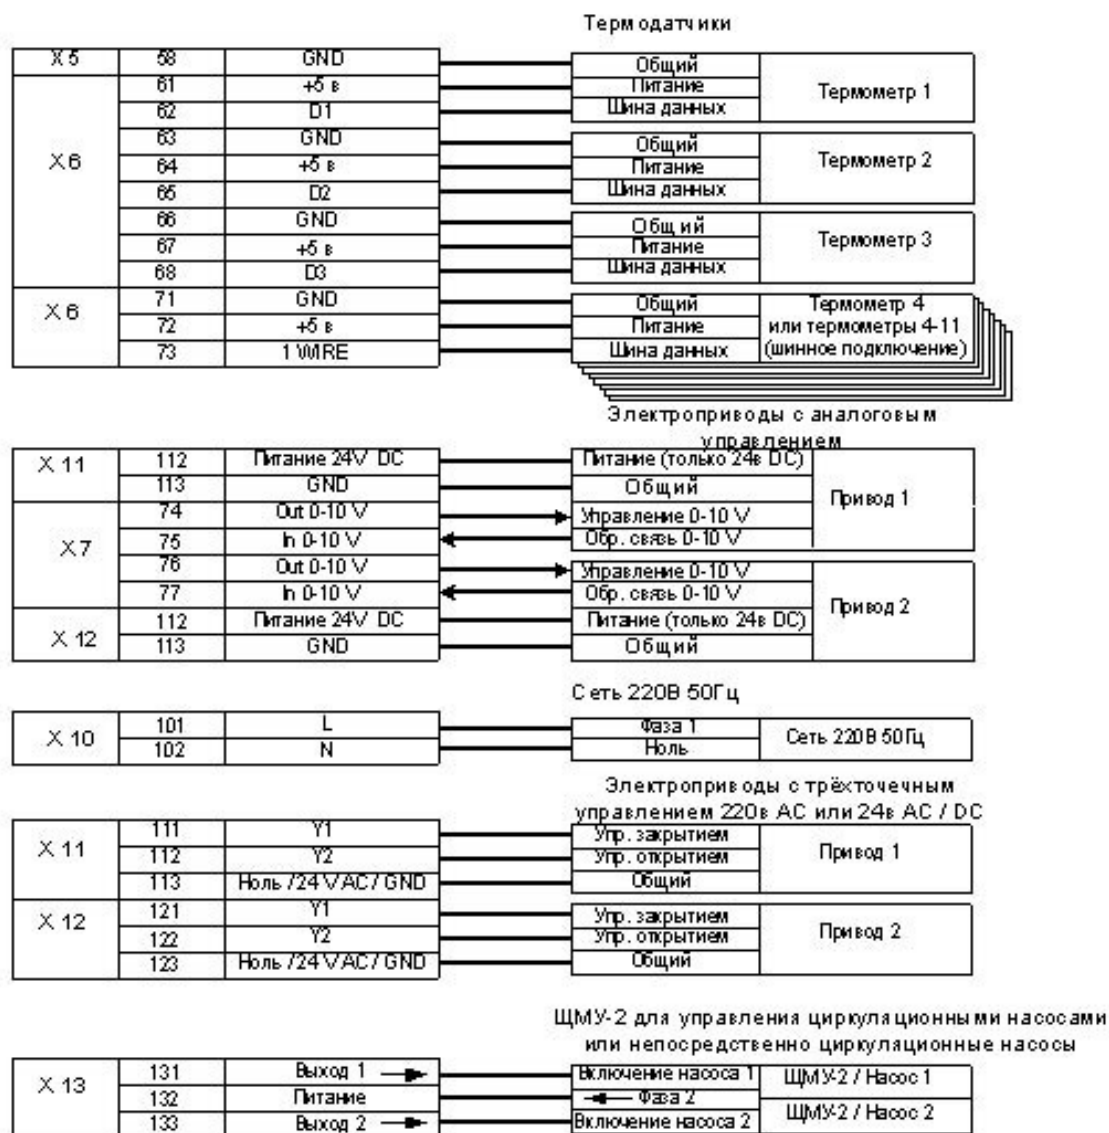 Термодатчики
X 5 58 GND Общий
61 +5 в Питание Термометр 1
62 D1 Шина данных
63 GND Общий
X 6 64 +5 в Питание Термометр 2
65 D2 Шина данных
66 GND Общий
67 +5 в Питание Термометр 3
68 D3 Шина данных
X 6 71 GND Общий Термометр 4
72 +5 в Питание или термометры 4-11
73 1 WIRE Шина данных (шинное подключение)
Электроприводы с аналоговым
управлением
X 11 112 Питание 24V DC Питание (только 24в DC)
113 GND Общий Привод 1
74 Out 0-10 V Управление 0-10 V
X 7 75 In 0-10 V Обр. связь 0-10 V
76 Out 0-10 V Управление 0-10 V
77 In 0-10 V Обр. связь 0-10 V Привод 2
X 12 112 Питание 24V DC Питание (только 24в DC)
113 GND Общий
Сеть 220В 50Гц
X 10 101 L Фаза 1 Сеть 220В 50Гц
102 N Ноль
Электроприводы с трёхточечным
управлением 220в AC или 24в AC / DC
X 11 111 Y1 Упр. закрытием Привод 1
112 Y2 Упр. открытием
113 Ноль /24 VAC / GND Общий
X 12 121 Y1 Упр. закрытием Привод 2
122 Y2 Упр. открытием
123 Ноль /24 VAC / GND Общий
ЩМУ-2 для управления циркуляционными насосами
или непосредственно циркуляционные насосы
X 13 131 Выход 1 Включение насоса 1 ЩМУ-2 / Насос 1
132 Питание Фаза 2
133 Выход 2 Включение насоса 2 ЩМУ-2 / Насос 2